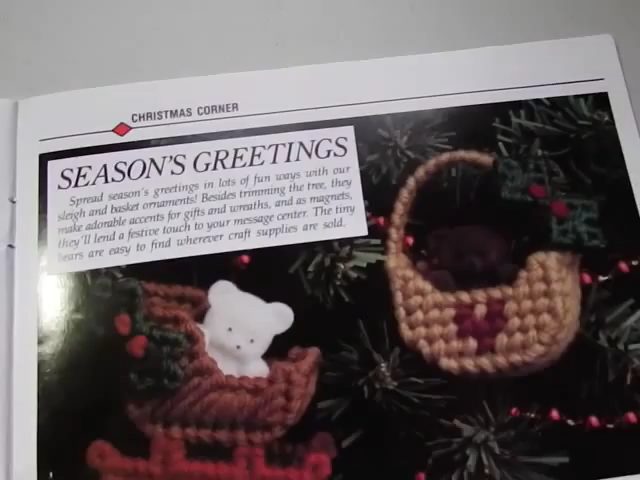 CHRISTMAS CORNER
SEASON'S GREETINGS
Spread season's greetings in lots of fun ways with our
sleigh and basket ornaments! Besides trimming the tree, they
make adorable accents for gifts and wreaths, and as magnets,
they'll lend a festive touch to your message center. The tiny
bears are easy to find wherever craft supplies are sold.